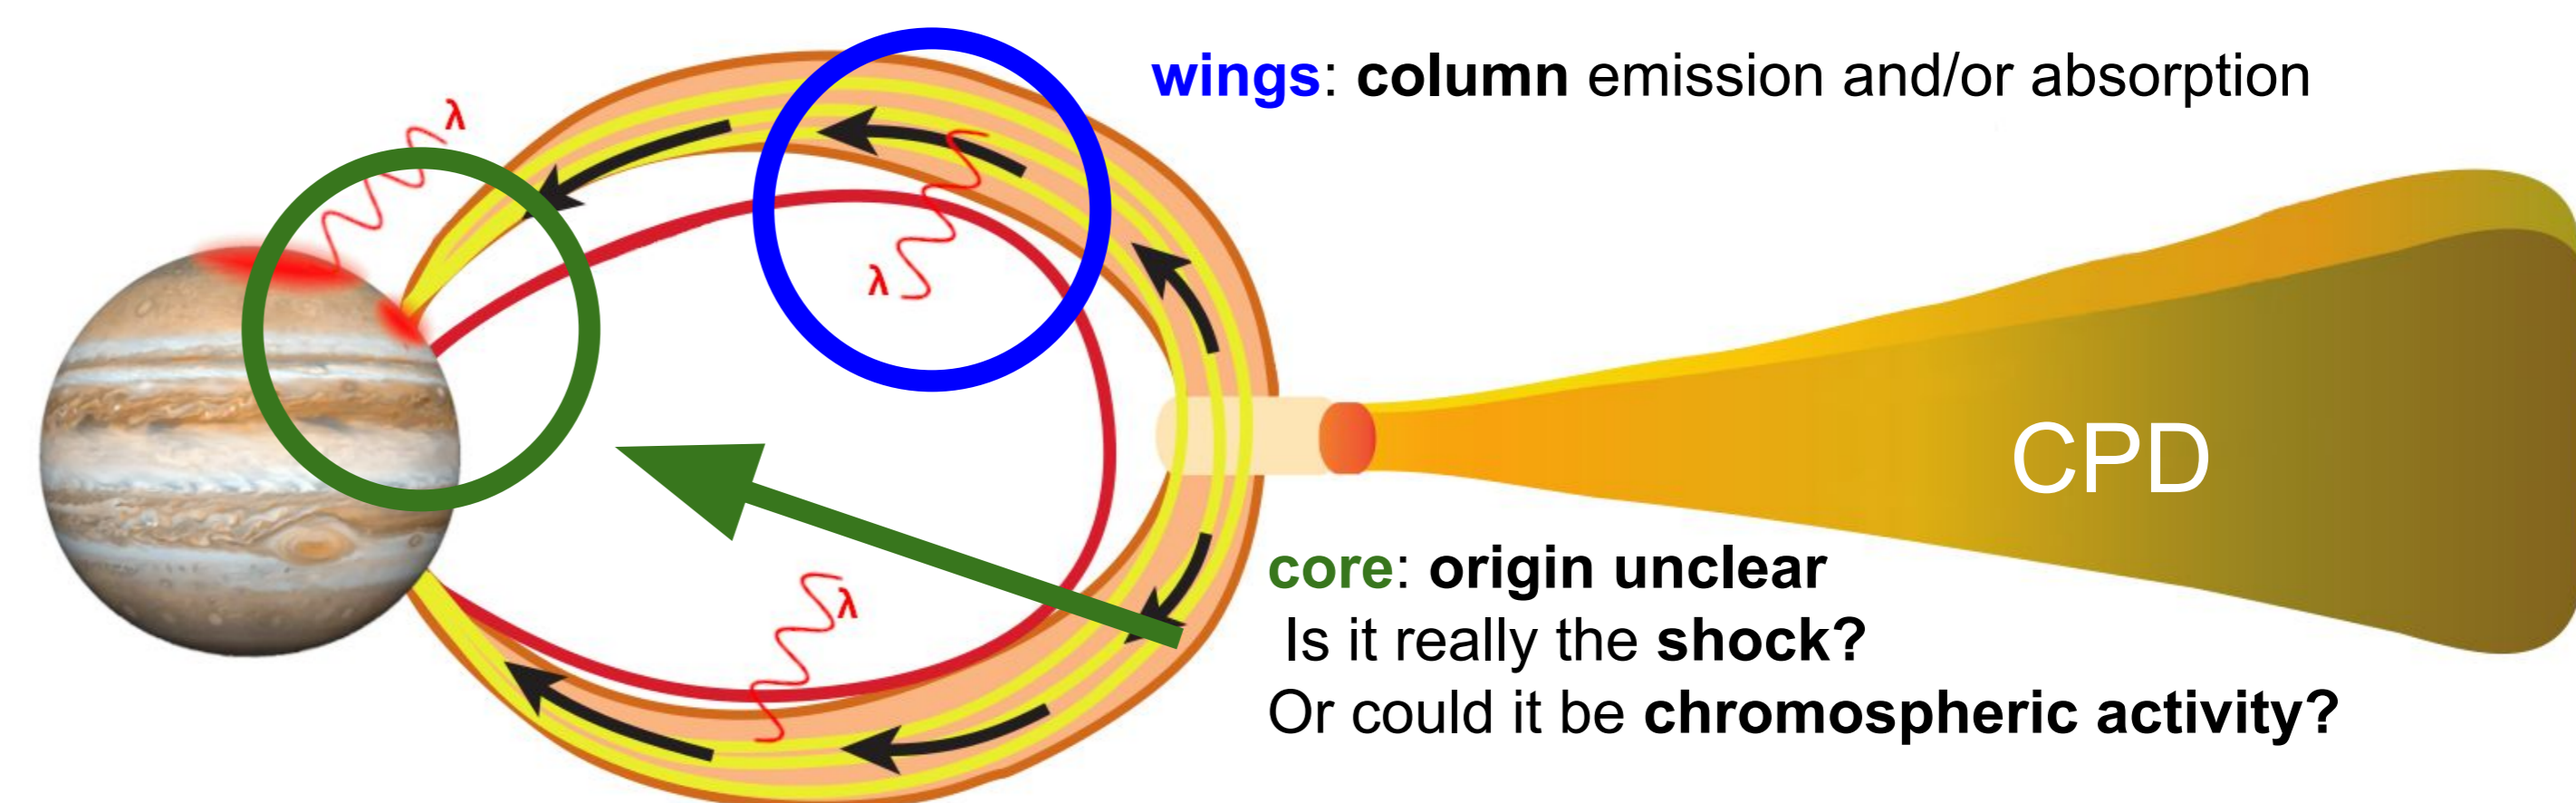 wings: column emission and/or absorption
λ
λ
CPD
core: origin unclear
λ
Is it really the shock?
Or could it be chromospheric activity?